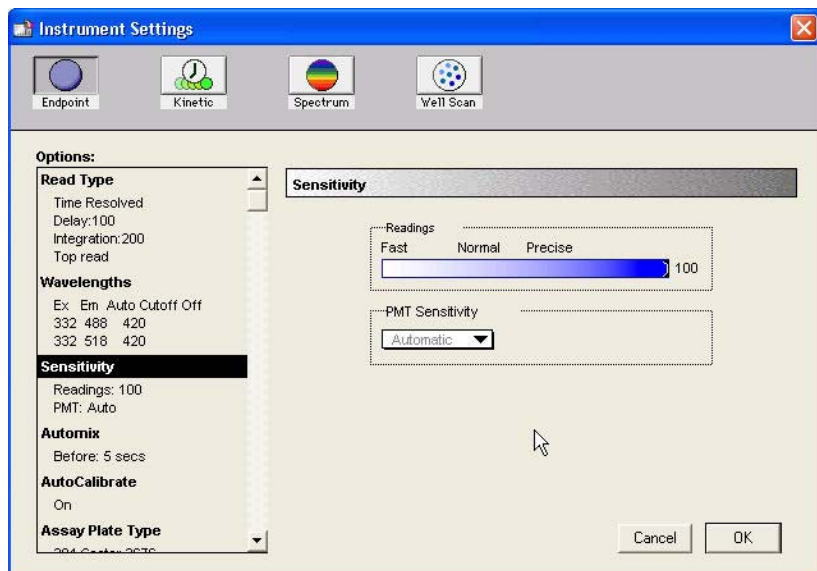 Instrument Settings
Endpoint
Kinetic
Spectrum
Well Scan
Options:
Read Type
Time Resolved
Delay:100
Integration:200
Top read
Wavelengths
Ex Em Auto Cutoff Off
332 488 420
332 518 420
Sensitivity
Readings: 100
PMT: Auto
Automix
Before: 5 secs
AutoCalibrate
On
Assay Plate Type
Sensitivity
Readings
Fast Normal Precise
100
PMT Sensitivity
Automatic
Cancel OK